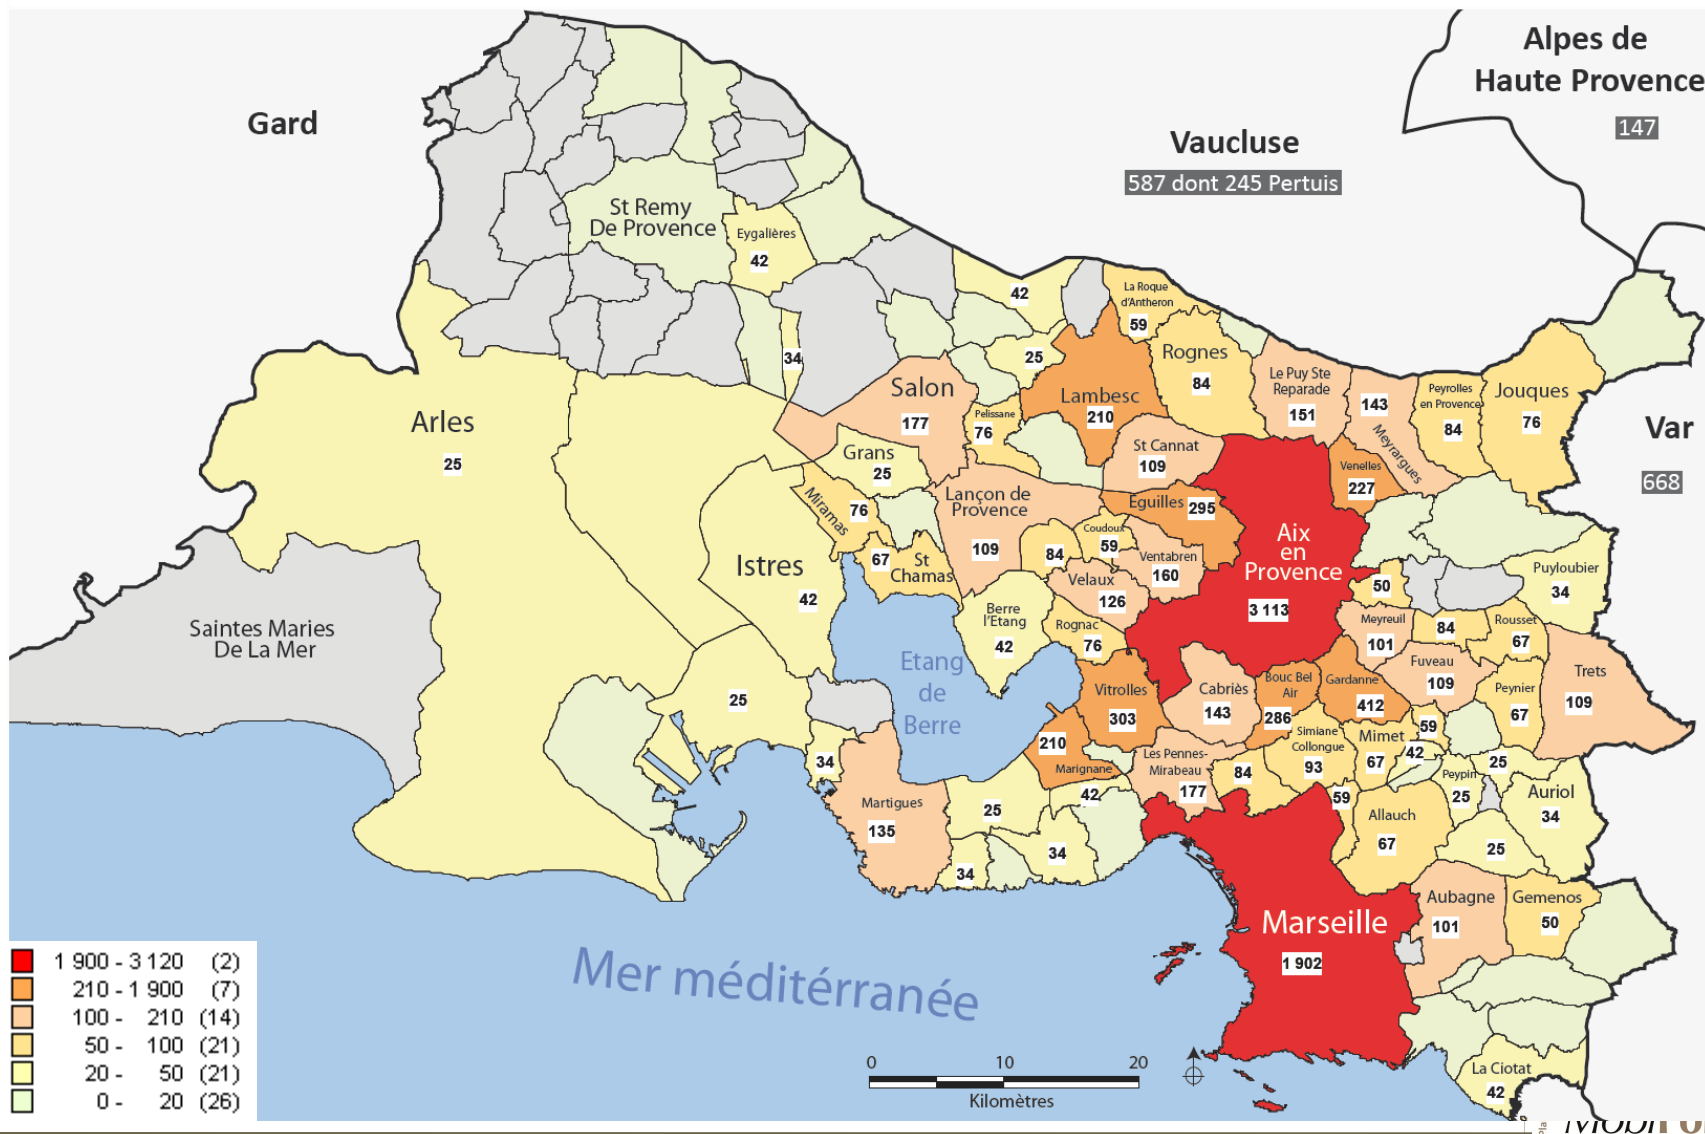 Alpes de
Haute Provence
147
Gard
Vaucluse
587 dont 245 Pertuis
St Remy
De Provence
Eygalières
42
42
La Roque
d'Antheron
59
34
25
Rognes
84
Salon
177
Pelissane
76
Lambesc
210
Le Puy Ste
Reparade
151
143
Meyrargues
Peyrolles
en Provence
84
Jouques
76
Var
668
Arles
25
Grans
25
St Cannat
109
Venelles
227
Miramas
76
Lançon de
Provence
109
Eguilles
295
Aix
en
Provence
3 113
Istres
42
67
St
Chamas
84
Coudoux
59
Ventabren
160
Velaux
126
50
Puyloubier
34
Saintes Maries
De La Mer
Berre
l'Etang
42
Rognac
76
Meyreuil
101
84
Rousset
67
Etang
de
Berre
Vitrolles
303
Cabriès
143
Bouc Bel
Air
286
Gardanne
412
Fuveau
109
Peynier
67
Trets
109
25
34
210
Marignane
Les Pennes-
Mirabeau
177
84
Simiane
Collongue
93
Mimet
67
59
42
Peypin
25
25
Auriol
34
Martigues
135
25
42
34
34
59
Allauch
67
25
Marseille
1 902
Aubagne
101
Gemenos
50
Mer méditérranée
La Ciotat
42
1 900 - 3 120 (2)
210 - 1 900 (7)
100 - 210 (14)
50 - 100 (21)
20 - 50 (21)
0 - 20 (26)
0 10 20
Kilomètres
Pla